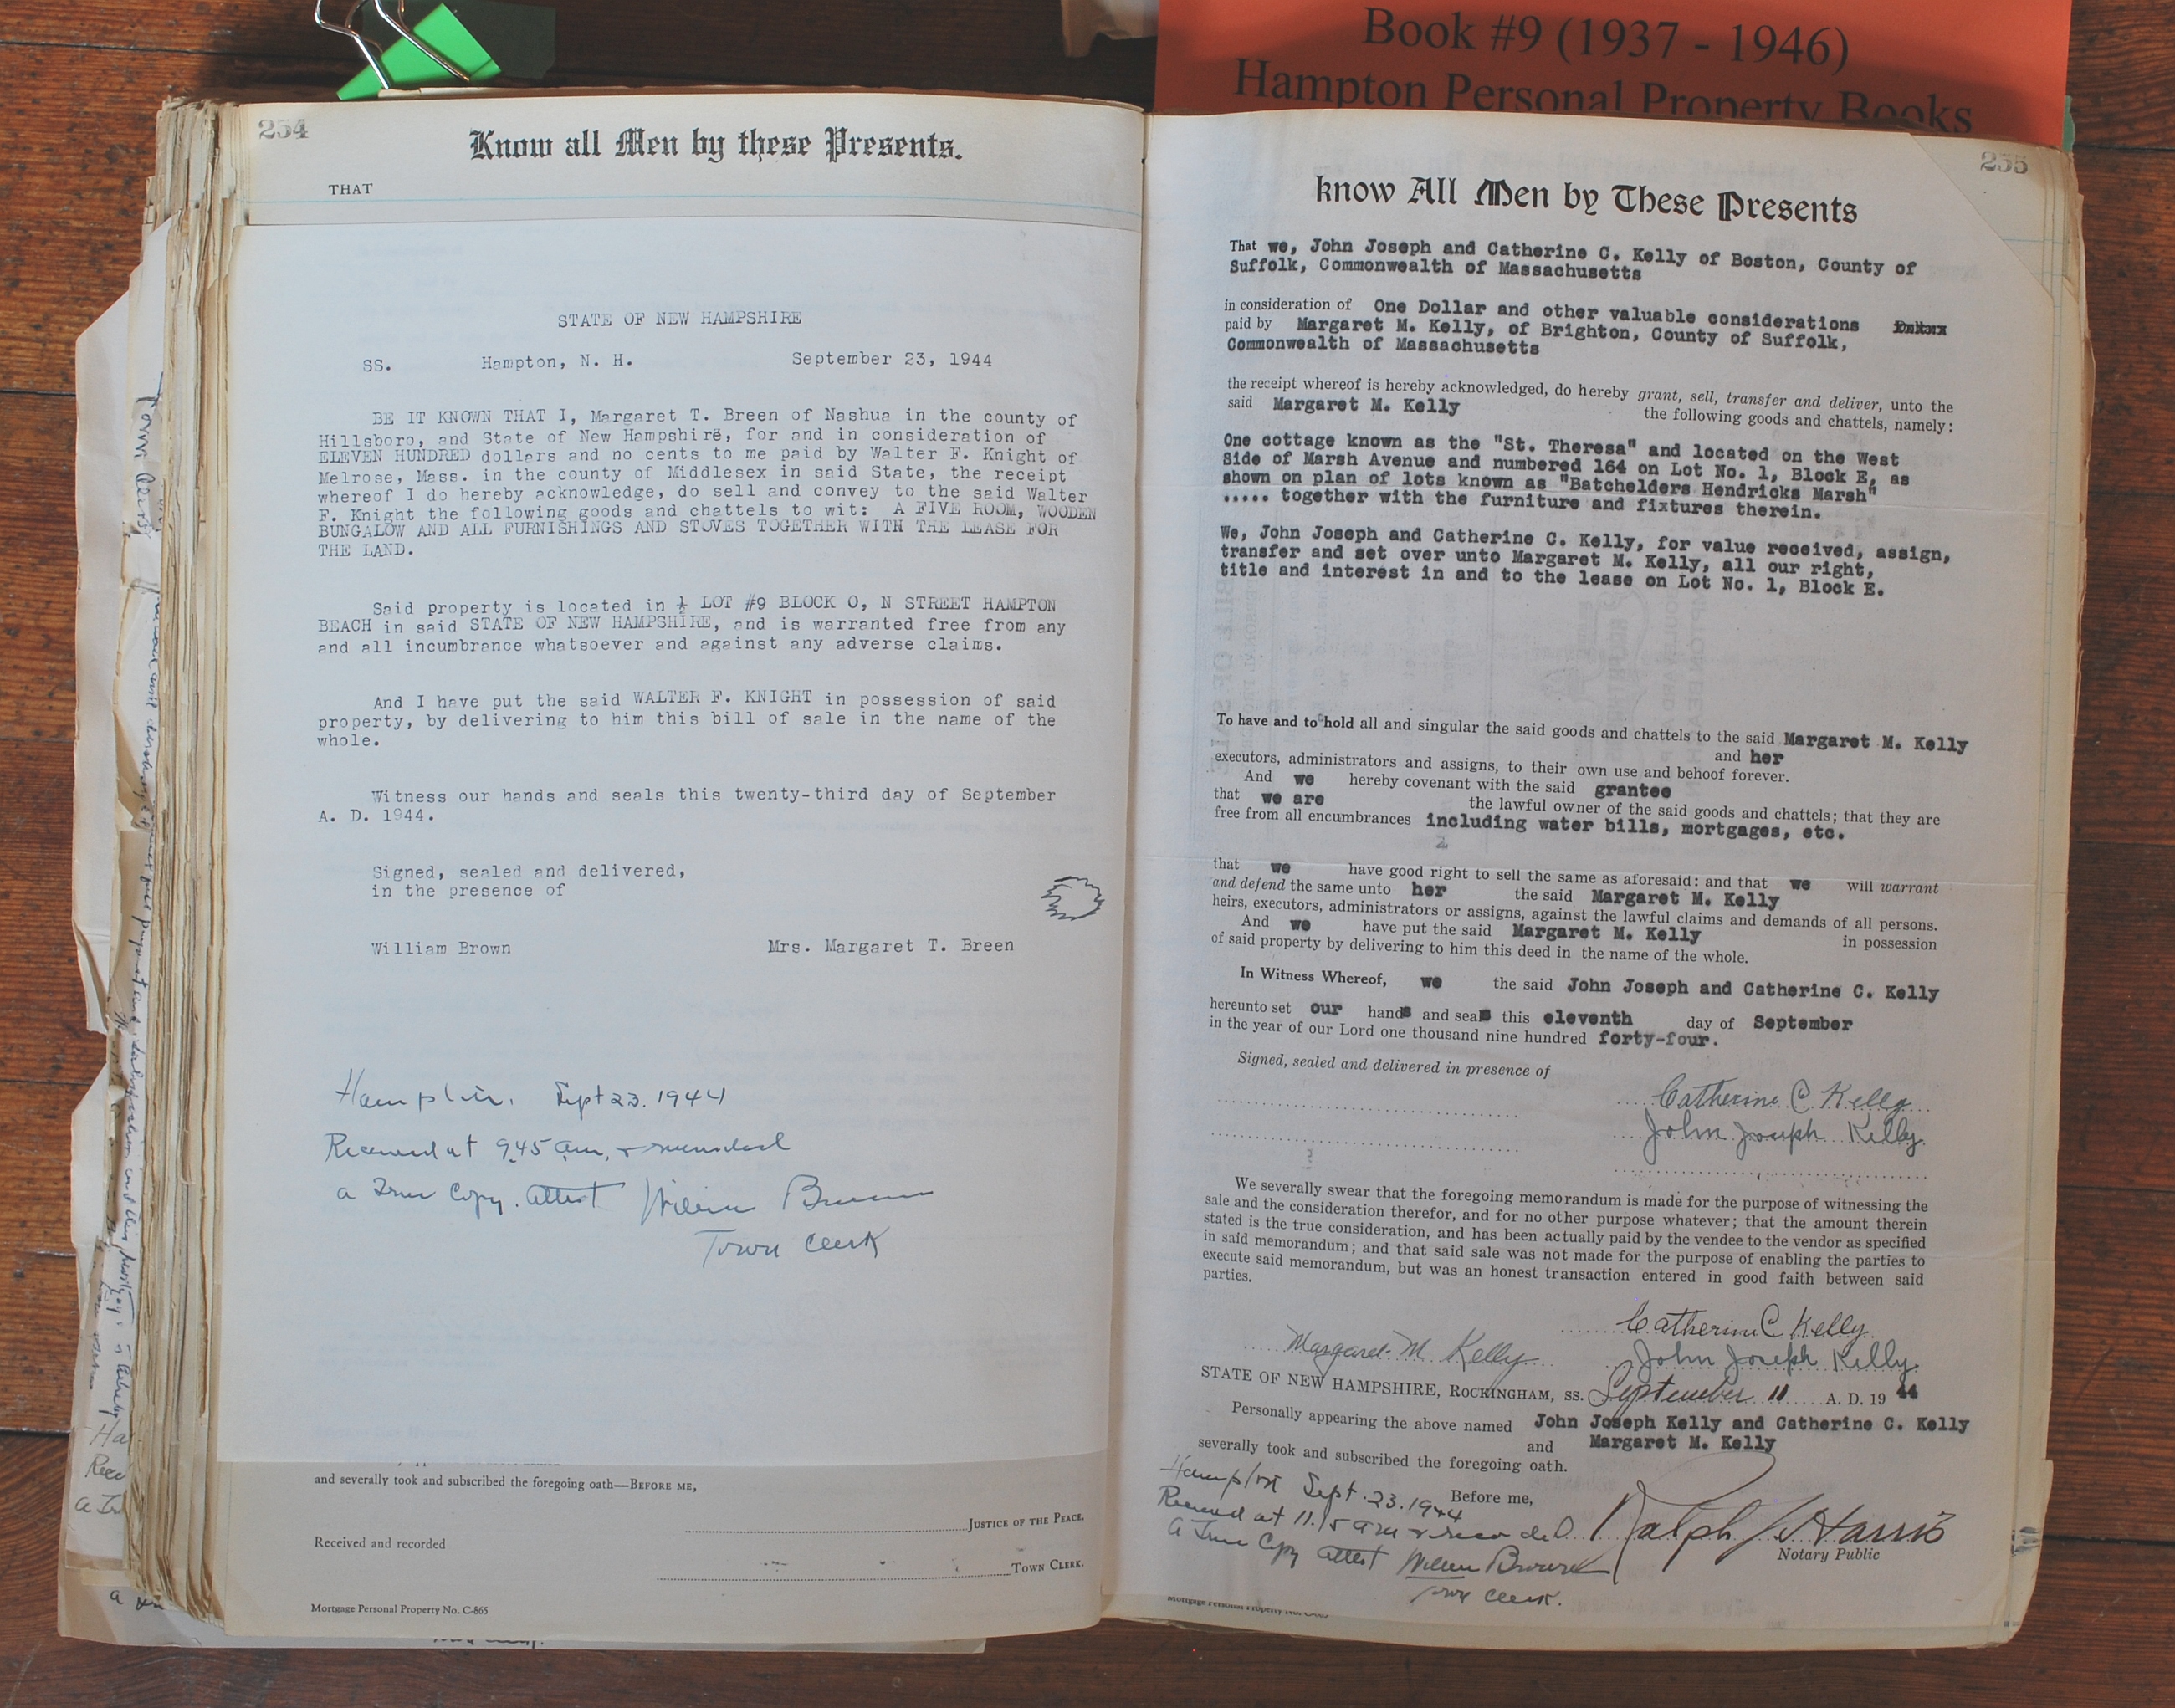 Book #9 (1937 - 1946)
Hampton Personal Property Books
254
Know all Men by these Presents.
THAT
STATE OF NEW HAMPSHIRE
SS. Hampton, N. H. September 23, 1944
BE IT KNOWN THAT I, Margaret T. Breen of Nashua in the county of
Hillsboro, and State of New Hampshire, for and in consideration of
ELEVEN HUNDRED dollars and no cents to me paid by Walter F. Knight of
Melrose, Mass. in the county of Middlesex in said State, the receipt
whereof I do hereby acknowledge, do sell and convey to the said Walter
F. Knight the following goods and chattels to wit: A FIVE ROOM, WOODEN
BUNGALOW AND ALL FURNISHINGS AND STOVES TOGETHER WITH THE LEASE FOR
THE LAND.
Said property is located in ½ LOT #9 BLOCK O, N STREET HAMPTON
BEACH in said STATE OF NEW HAMPSHIRE, and is warranted free from any
and all incumbrance whatsoever and against any adverse claims.
And I have put the said WALTER F. KNIGHT in possession of said
property, by delivering to him this bill of sale in the name of the
whole.
Witness our hands and seals this twenty-third day of September
A. D. 1944.
Signed, sealed and delivered,
in the presence of
William Brown Mrs. Margaret T. Breen
Hampton, Sept 23. 1944
Received at 9.45 am, & recorded
a True Copy. Attest William Brown
Town Clerk
and severally took and subscribed the foregoing oath—BEFORE ME,
JUSTICE OF THE PEACE.
Received and recorded
TOWN CLERK.
Mortgage Personal Property No. C-865
255
know All Men by These Presents
That we, John Joseph and Catherine C. Kelly of Boston, County of
Suffolk, Commonwealth of Massachusetts
in consideration of One Dollar and other valuable considerations
paid by Margaret M. Kelly, of Brighton, County of Suffolk,
Commonwealth of Massachusetts
the receipt whereof is hereby acknowledged, do hereby grant, sell, transfer and deliver, unto the
said Margaret M. Kelly the following goods and chattels, namely:
One cottage known as the "St. Theresa" and located on the West
Side of Marsh Avenue and numbered 164 on Lot No. 1, Block E, as
shown on plan of lots known as "Batchelders Hendricks Marsh"
..... together with the furniture and fixtures therein.
We, John Joseph and Catherine C. Kelly, for value received, assign,
transfer and set over unto Margaret M. Kelly, all our right,
title and interest in and to the lease on Lot No. 1, Block E.
To have and to hold all and singular the said goods and chattels to the said Margaret M. Kelly
and her
executors, administrators and assigns, to their own use and behoof forever.
And we hereby covenant with the said grantee
that we are the lawful owner of the said goods and chattels; that they are
free from all encumbrances including water bills, mortgages, etc.
that we have good right to sell the same as aforesaid: and that we will warrant
and defend the same unto her the said Margaret M. Kelly
heirs, executors, administrators or assigns, against the lawful claims and demands of all persons.
And we have put the said Margaret M. Kelly in possession
of said property by delivering to him this deed in the name of the whole.
In Witness Whereof, we the said John Joseph and Catherine C. Kelly
hereunto set our hands and seals this eleventh day of September
in the year of our Lord one thousand nine hundred forty-four.
Signed, sealed and delivered in presence of
Catherine C Kelly
John Joseph Kelly
We severally swear that the foregoing memorandum is made for the purpose of witnessing the
sale and the consideration therefor, and for no other purpose whatever; that the amount therein
stated is the true consideration, and has been actually paid by the vendee to the vendor as specified
in said memorandum; and that said sale was not made for the purpose of enabling the parties to
execute said memorandum, but was an honest transaction entered in good faith between said
parties.
Catherine C Kelly
Margaret M Kelly John Joseph Kelly
STATE OF NEW HAMPSHIRE, ROCKINGHAM, SS. September 11 A. D. 19 44
Personally appearing the above named John Joseph Kelly and Catherine C. Kelly
and Margaret M. Kelly
severally took and subscribed the foregoing oath.
Before me,
Hampton Sept. 23. 1944
Received at 11.15 am & recorded Ralph Harris
Notary Public
A True Copy Attest William Brown
Town Clerk.